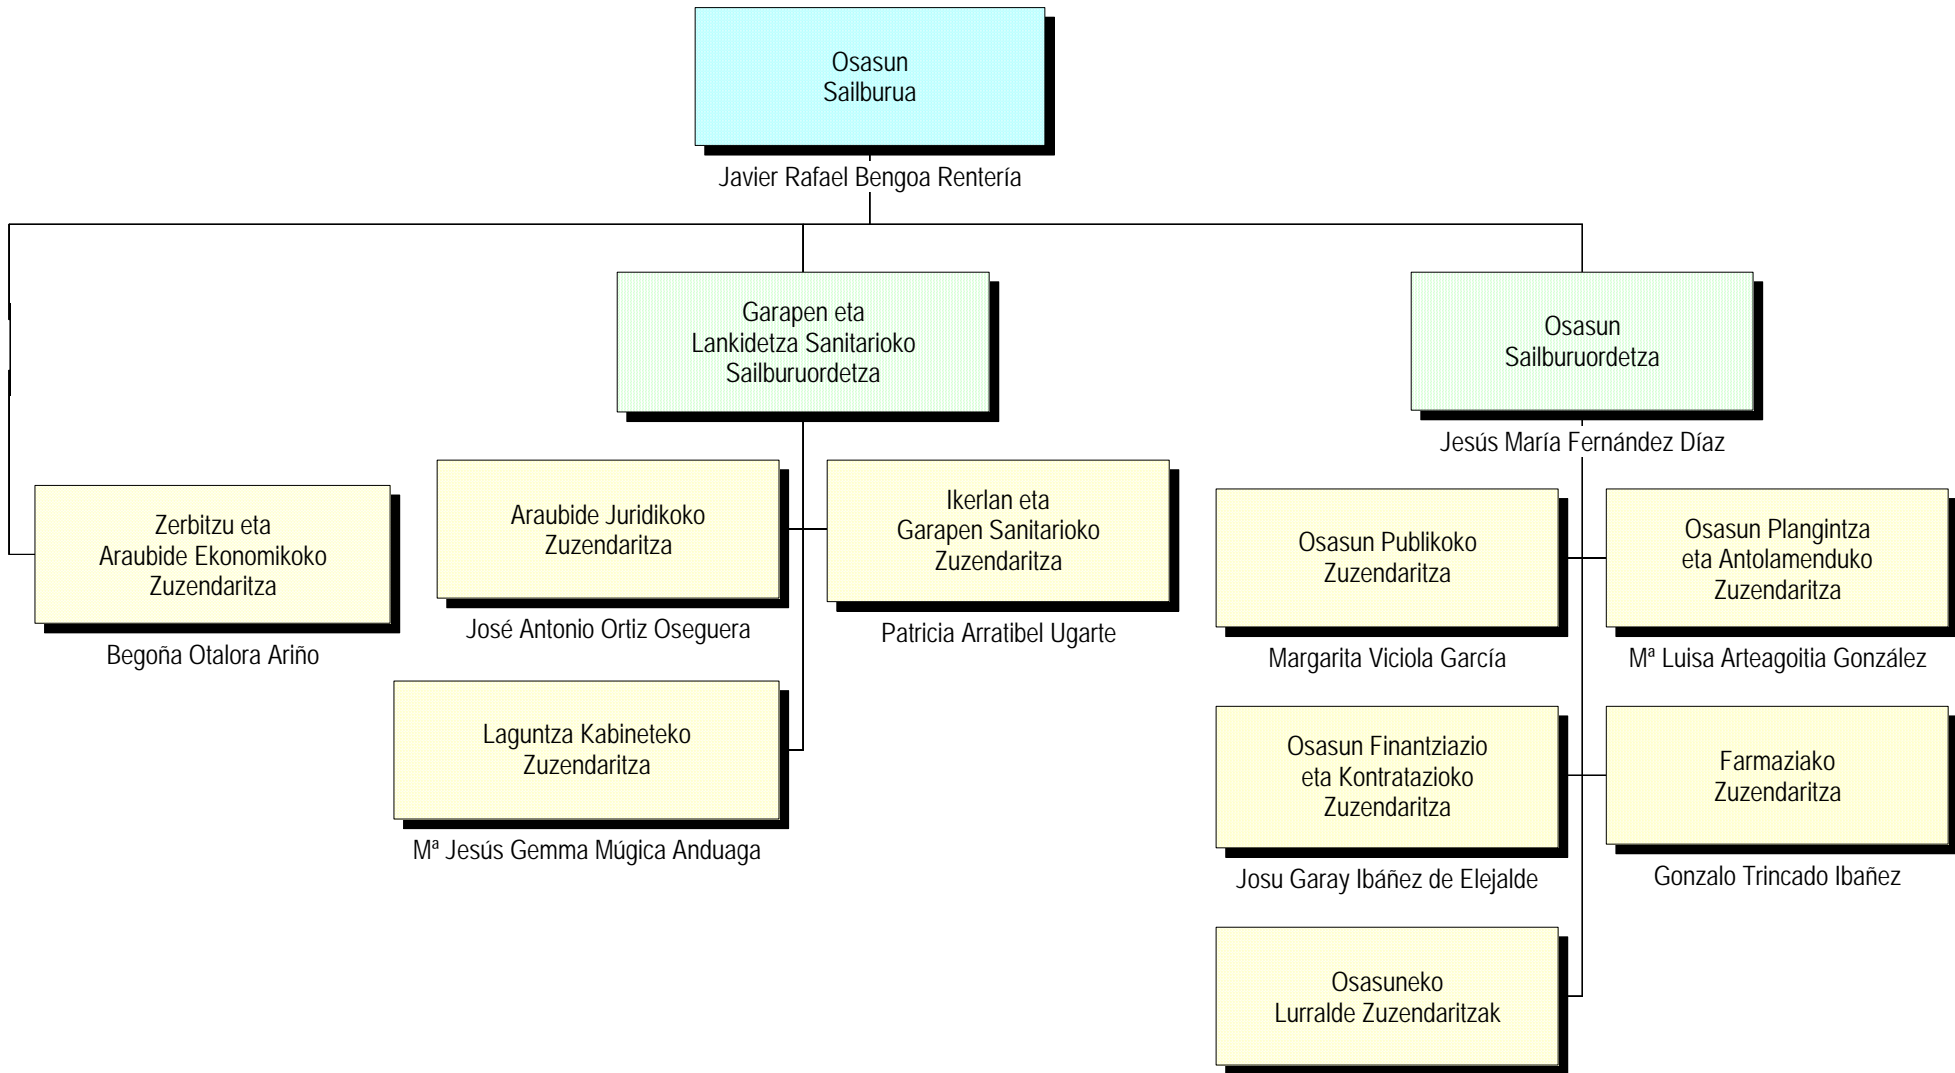 Osasun
Sailburua
Javier Rafael Bengoa Rentería
Garapen eta
Lankidetza Sanitarioko
Sailburuordetza
Osasun
Sailburuordetza
Jesús María Fernández Díaz
Zerbitzu eta
Araubide Ekonomikoko
Zuzendaritza
Begoña Otalora Ariño
Araubide Juridikoko
Zuzendaritza
José Antonio Ortiz Oseguera
Ikerlan eta
Garapen Sanitarioko
Zuzendaritza
Patricia Arratibel Ugarte
Laguntza Kabineteko
Zuzendaritza
Mª Jesús Gemma Múgica Anduaga
Osasun Publikoko
Zuzendaritza
Margarita Viciola García
Osasun Plangintza
eta Antolamenduko
Zuzendaritza
Mª Luisa Arteagoitia González
Osasun Finantziazio
eta Kontratazioko
Zuzendaritza
Josu Garay Ibáñez de Elejalde
Farmaziako
Zuzendaritza
Gonzalo Trincado Ibañez
Osasuneko
Lurralde Zuzendaritzak